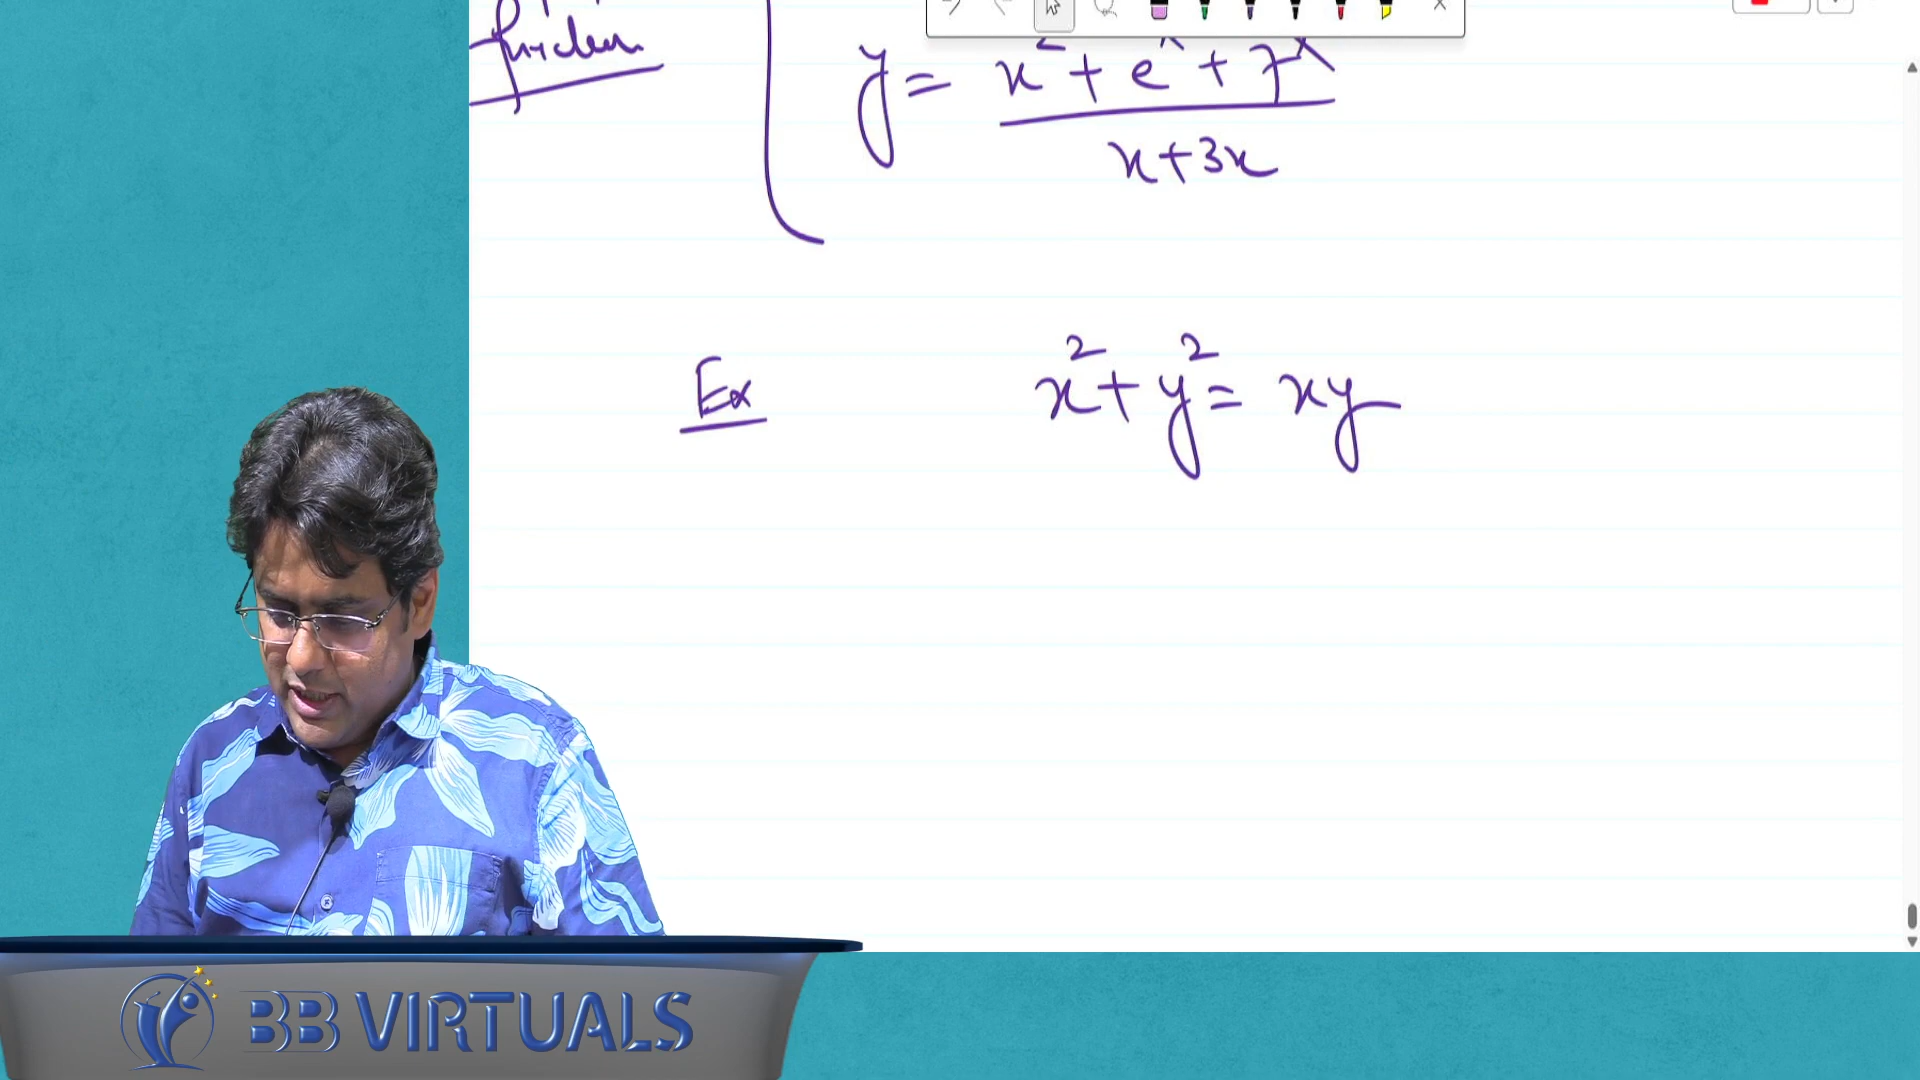 function
y = x² + eˣ + 7ˣ
x+3x
Ex x² + y² = xy
BB VIRTUALS